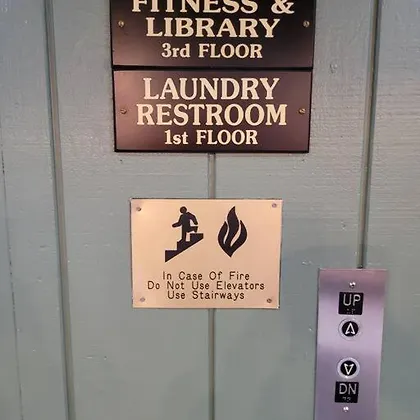 FITNESS &
LIBRARY
3rd FLOOR
LAUNDRY
RESTROOM
1st FLOOR
In Case Of Fire
Do Not Use Elevators
Use Stairways
UP
DN